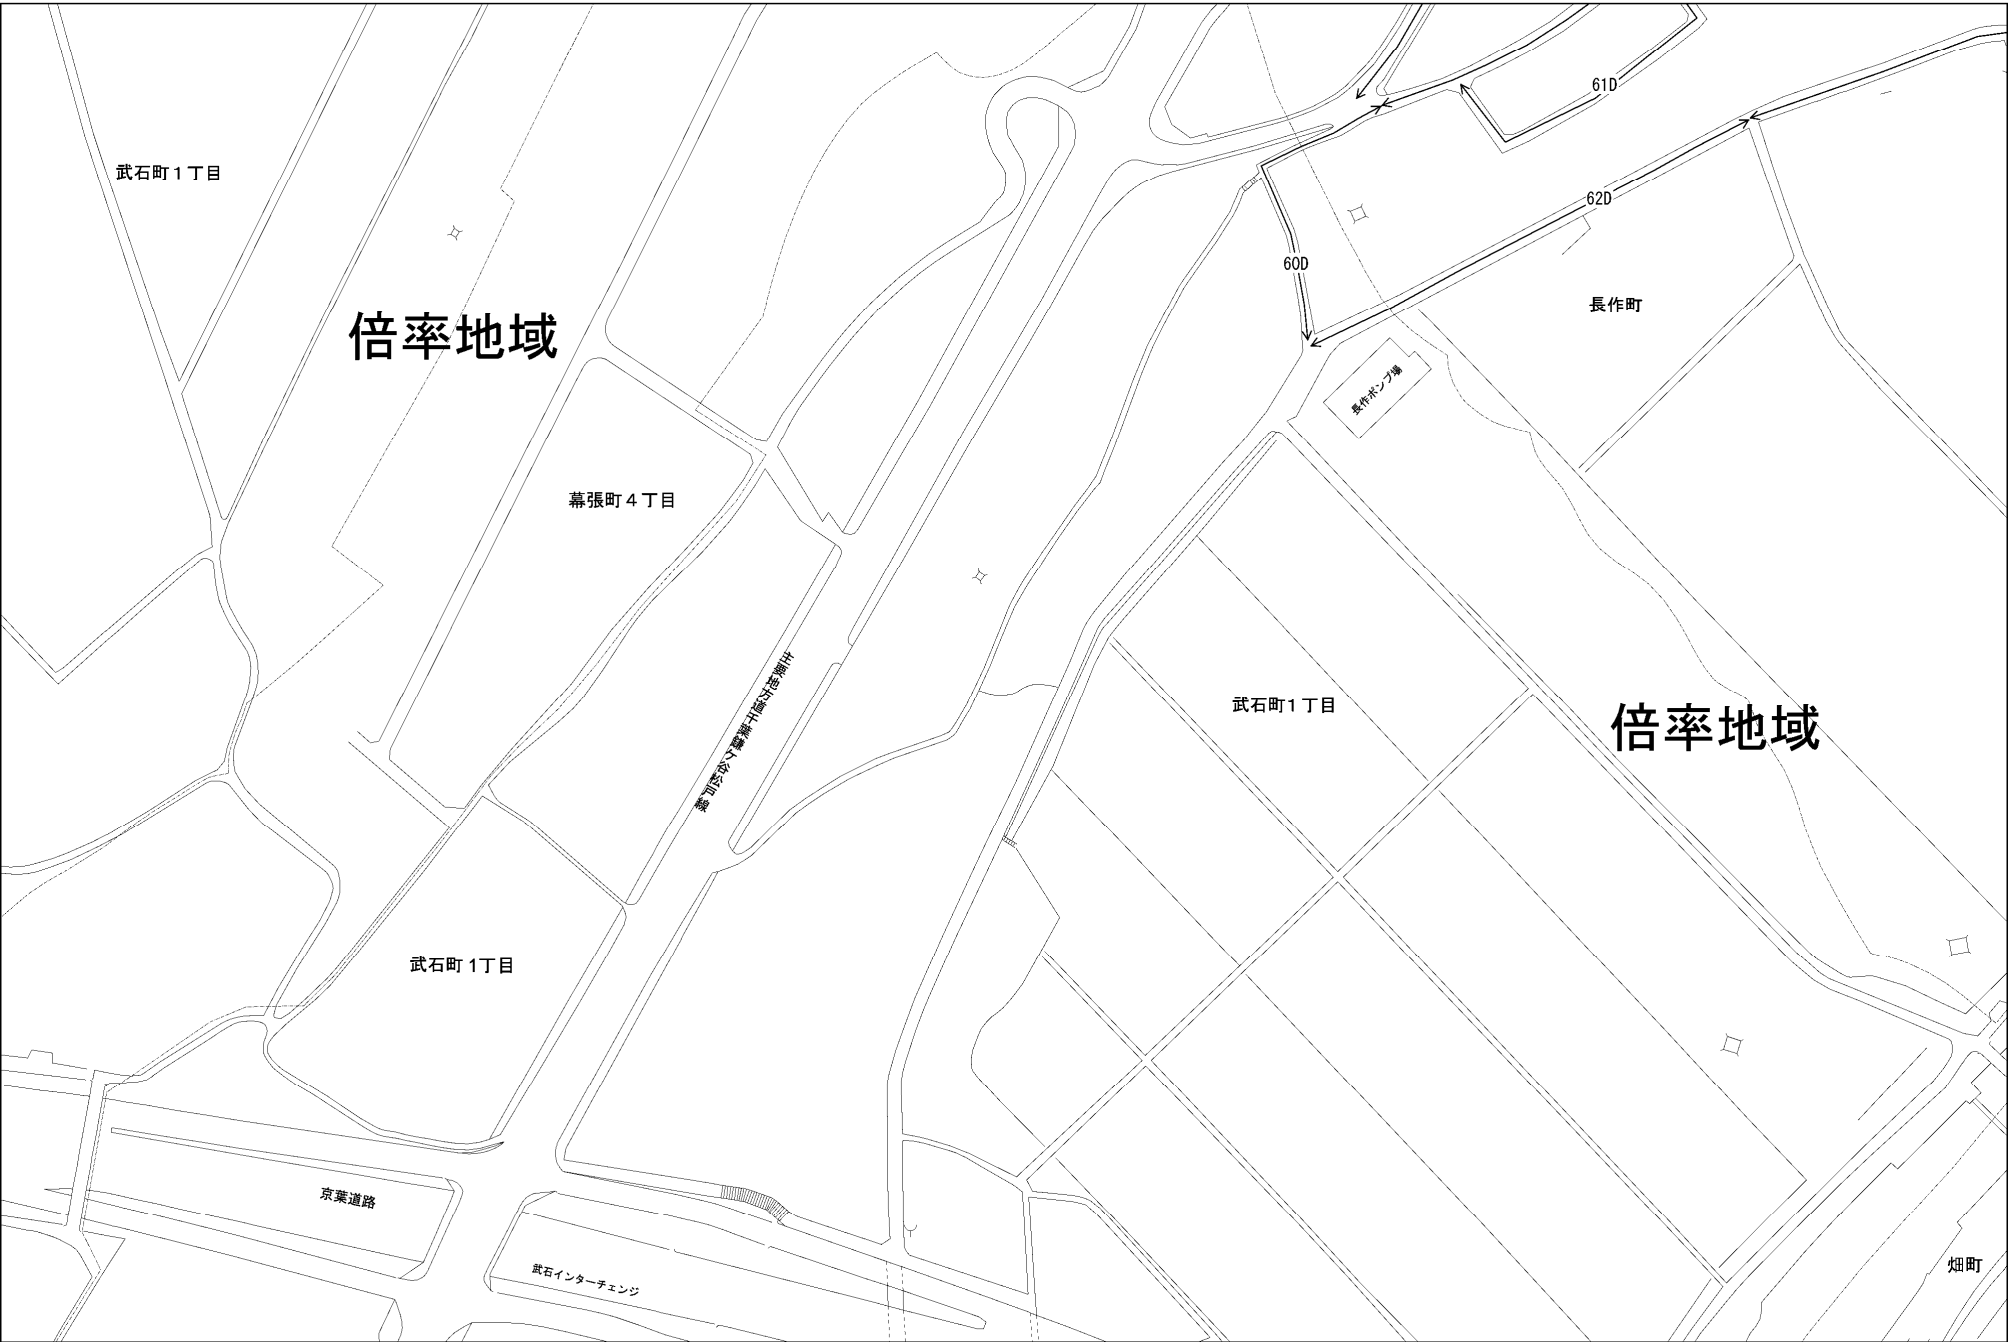 61D
武石町１丁目
62D
60D
長作町
倍率地域
長作ポンプ場
幕張町４丁目
主要地方道千葉鎌ケ谷松戸線
武石町１丁目
倍率地域
武石町１丁目
京葉道路
武石インターチェンジ
畑町